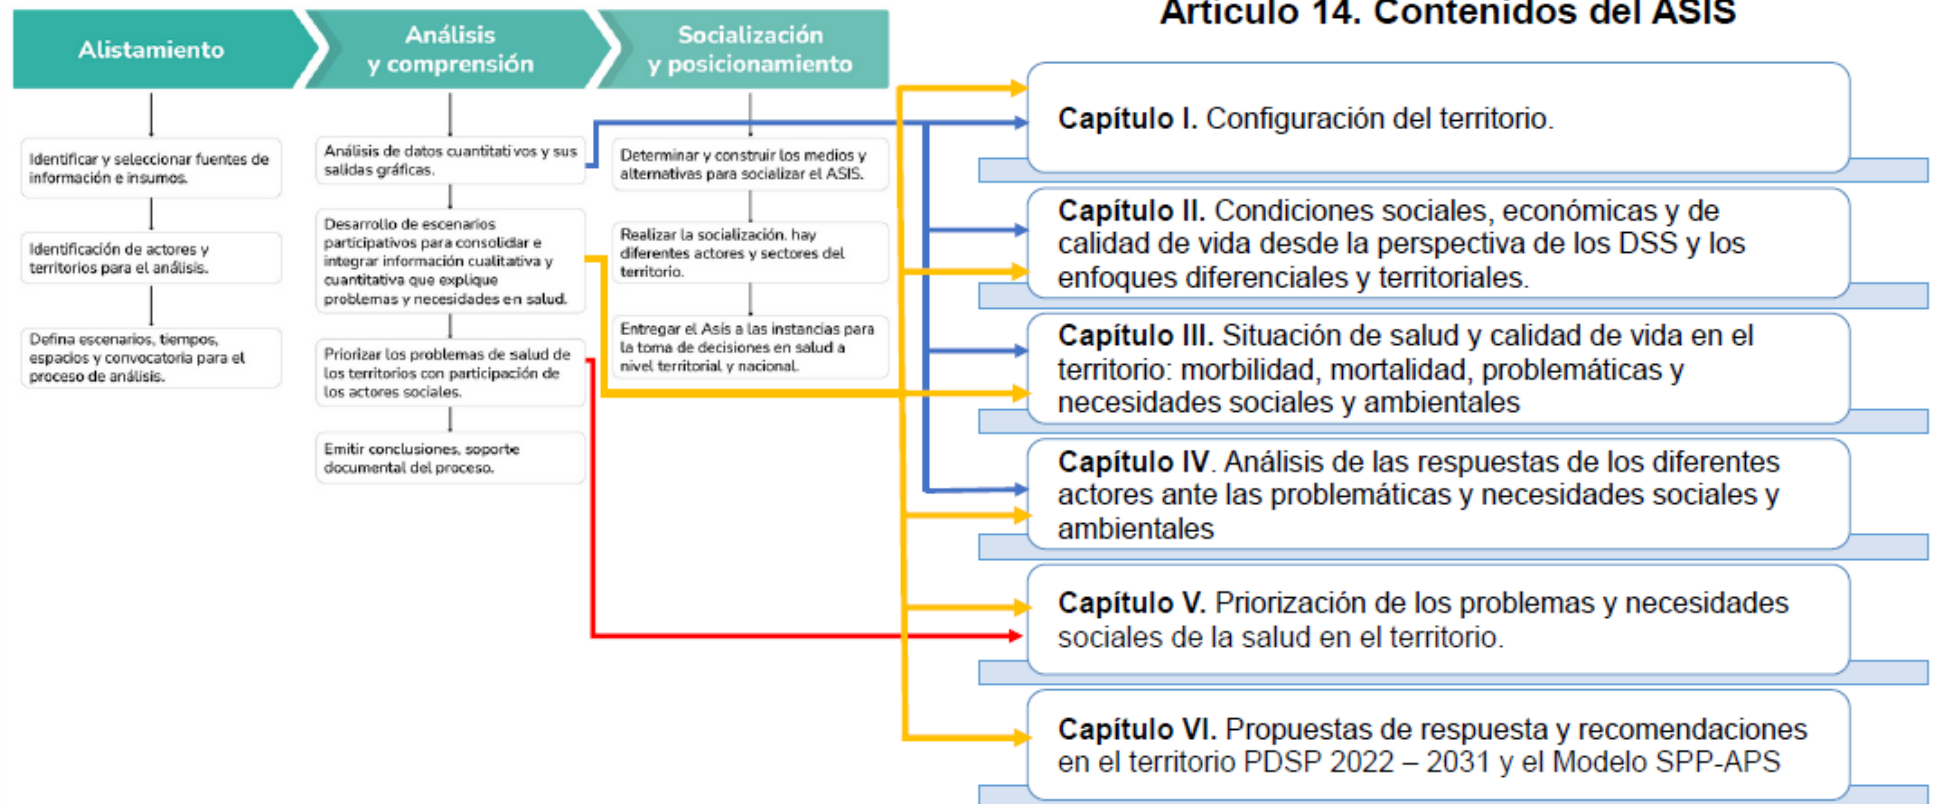 Artículo 14. Contenidos del ASIS
Alistamiento
Análisis
y comprensión
Socialización
y posicionamiento
Identificar y seleccionar fuentes de
información e insumos.
Identificación de actores y
territorios para el análisis.
Defina escenarios, tiempos,
espacios y convocatoria para el
proceso de análisis.
Análisis de datos cuantitativos y sus
salidas gráficas.
Desarrollo de escenarios
participativos para consolidar e
integrar información cualitativa y
cuantitativa que explique
problemas y necesidades en salud.
Priorizar los problemas de salud de
los territorios con participación de
los actores sociales.
Emitir conclusiones, soporte
documental del proceso.
Determinar y construir los medios y
alternativas para socializar el ASIS.
Realizar la socialización, hay
diferentes actores y sectores del
territorio.
Entregar el Asís a las instancias para
la toma de decisiones en salud a
nivel territorial y nacional.
Capítulo I. Configuración del territorio.
Capítulo II. Condiciones sociales, económicas y de
calidad de vida desde la perspectiva de los DSS y los
enfoques diferenciales y territoriales.
Capítulo III. Situación de salud y calidad de vida en el
territorio: morbilidad, mortalidad, problemáticas y
necesidades sociales y ambientales
Capítulo IV. Análisis de las respuestas de los diferentes
actores ante las problemáticas y necesidades sociales y
ambientales
Capítulo V. Priorización de los problemas y necesidades
sociales de la salud en el territorio.
Capítulo VI. Propuestas de respuesta y recomendaciones
en el territorio PDSP 2022 – 2031 y el Modelo SPP-APS